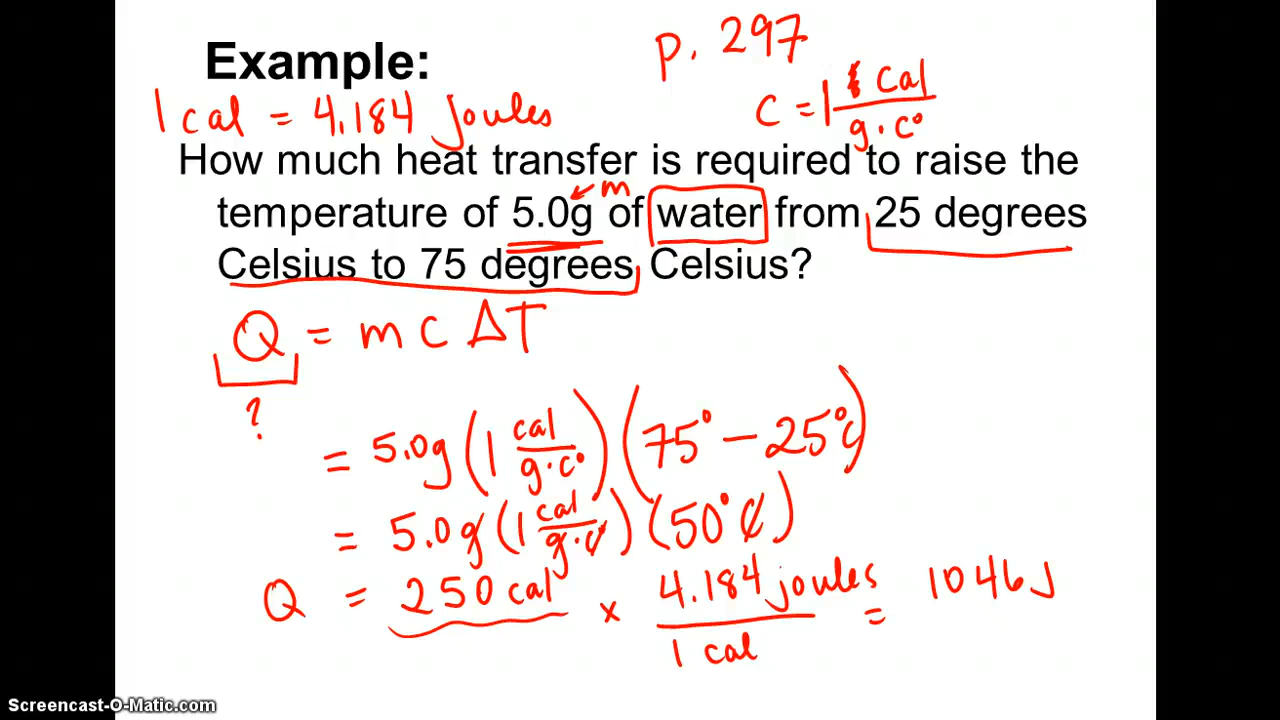 Example:
p. 297
1 cal = 4.184 joules
c = 1 cal / g · c°
How much heat transfer is required to raise the
m
temperature of 5.0g of water from 25 degrees
Celsius to 75 degrees Celsius?
Q = m c ΔT
?
= 5.0g (1 cal / g · c°) (75° − 25°C)
= 5.0g (1 cal / g · c) (50°C)
Q = 250 cal × 4.184 joules / 1 cal = 1046 J
Screencast-O-Matic.com